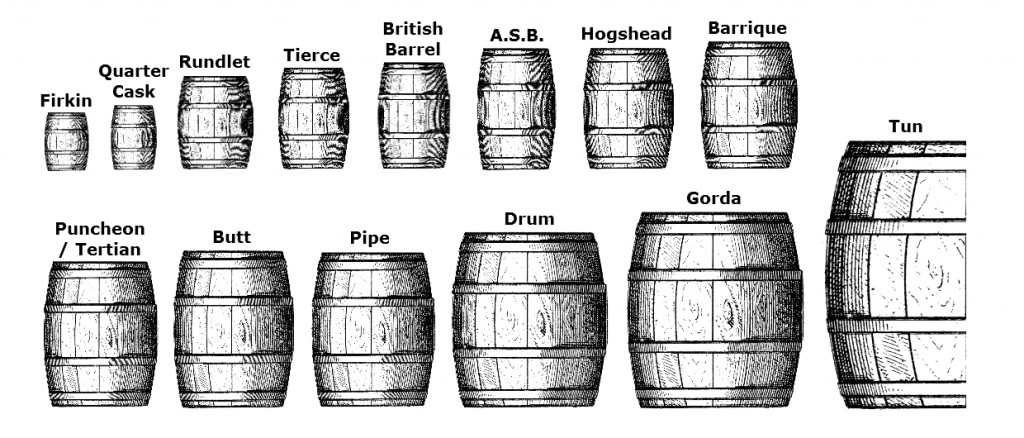 Firkin
Quarter
Cask
Rundlet
Tierce
British
Barrel
A.S.B.
Hogshead
Barrique
Tun
Puncheon
/ Tertian
Butt
Pipe
Drum
Gorda